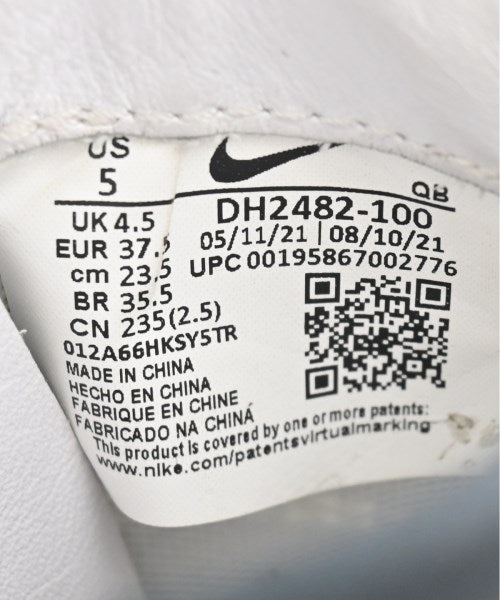 US
5
UK 4.5
EUR 37.5
cm 23.5
BR 35.5
CN 235(2.5)
012A66HKSY5TR
MADE IN CHINA
HECHO EN CHINA
FABRIQUE EN CHINE
FABRICADO NA CHINA
This product is covered by one or more patents:
www.nike.com/patentsvirtualmarking
QB
DH2482-100
05/11/21 | 08/10/21
UPC 00195867002776